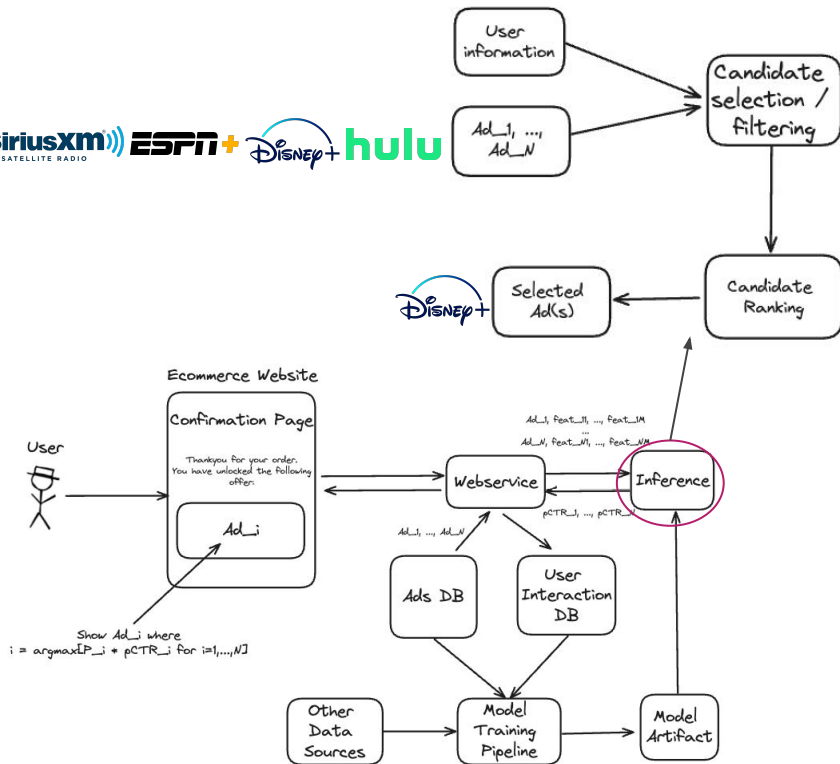 User
information
Candidate
selection /
filtering
SiriusXM
SATELLITE RADIO
ESPN+
Disney+
hulu
Ad_1, ...,
Ad_N
Disney+
Selected
Ad(s)
Candidate
Ranking
Ecommerce Website
Confirmation Page
Thankyou for your order.
You have unlocked the following
offer:
Ad_i
User
Ad_1, feat_11, ..., feat_1M
...
Ad_N, feat_N1, ..., feat_NM
Webservice
Inference
pCTR_1, ..., pCTR_N
Ad_1, ..., Ad_N
Ads DB
User
Interaction
DB
Show Ad_i where
i = argmax[P_i * pCTR_i for i=1,...,N]
Other
Data
Sources
Model
Training
Pipeline
Model
Artifact